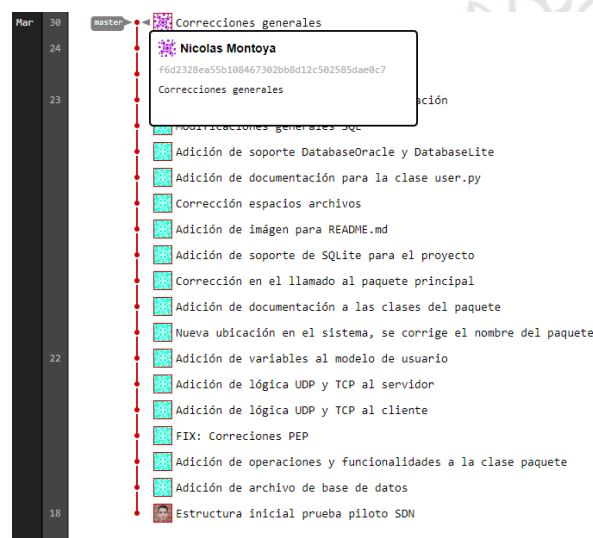 Mar 30 master Correcciones generales
24 Nicolas Montoya
f6d2328ea55b108467302bb8d12c502585dae0c7
Correcciones generales
23 ación
Modificaciones generales SQL
Adición de soporte DatabaseOracle y DatabaseLite
Adición de documentación para la clase user.py
Corrección espacios archivos
Adición de imágen para README.md
Adición de soporte de SQLite para el proyecto
Corrección en el llamado al paquete principal
Adición de documentación a las clases del paquete
Nueva ubicación en el sistema, se corrige el nombre del paquete
22 Adición de variables al modelo de usuario
Adición de lógica UDP y TCP al servidor
Adición de lógica UDP y TCP al cliente
FIX: Correciones PEP
Adición de operaciones y funcionalidades a la clase paquete
Adición de archivo de base de datos
18 Estructura inicial prueba piloto SDN